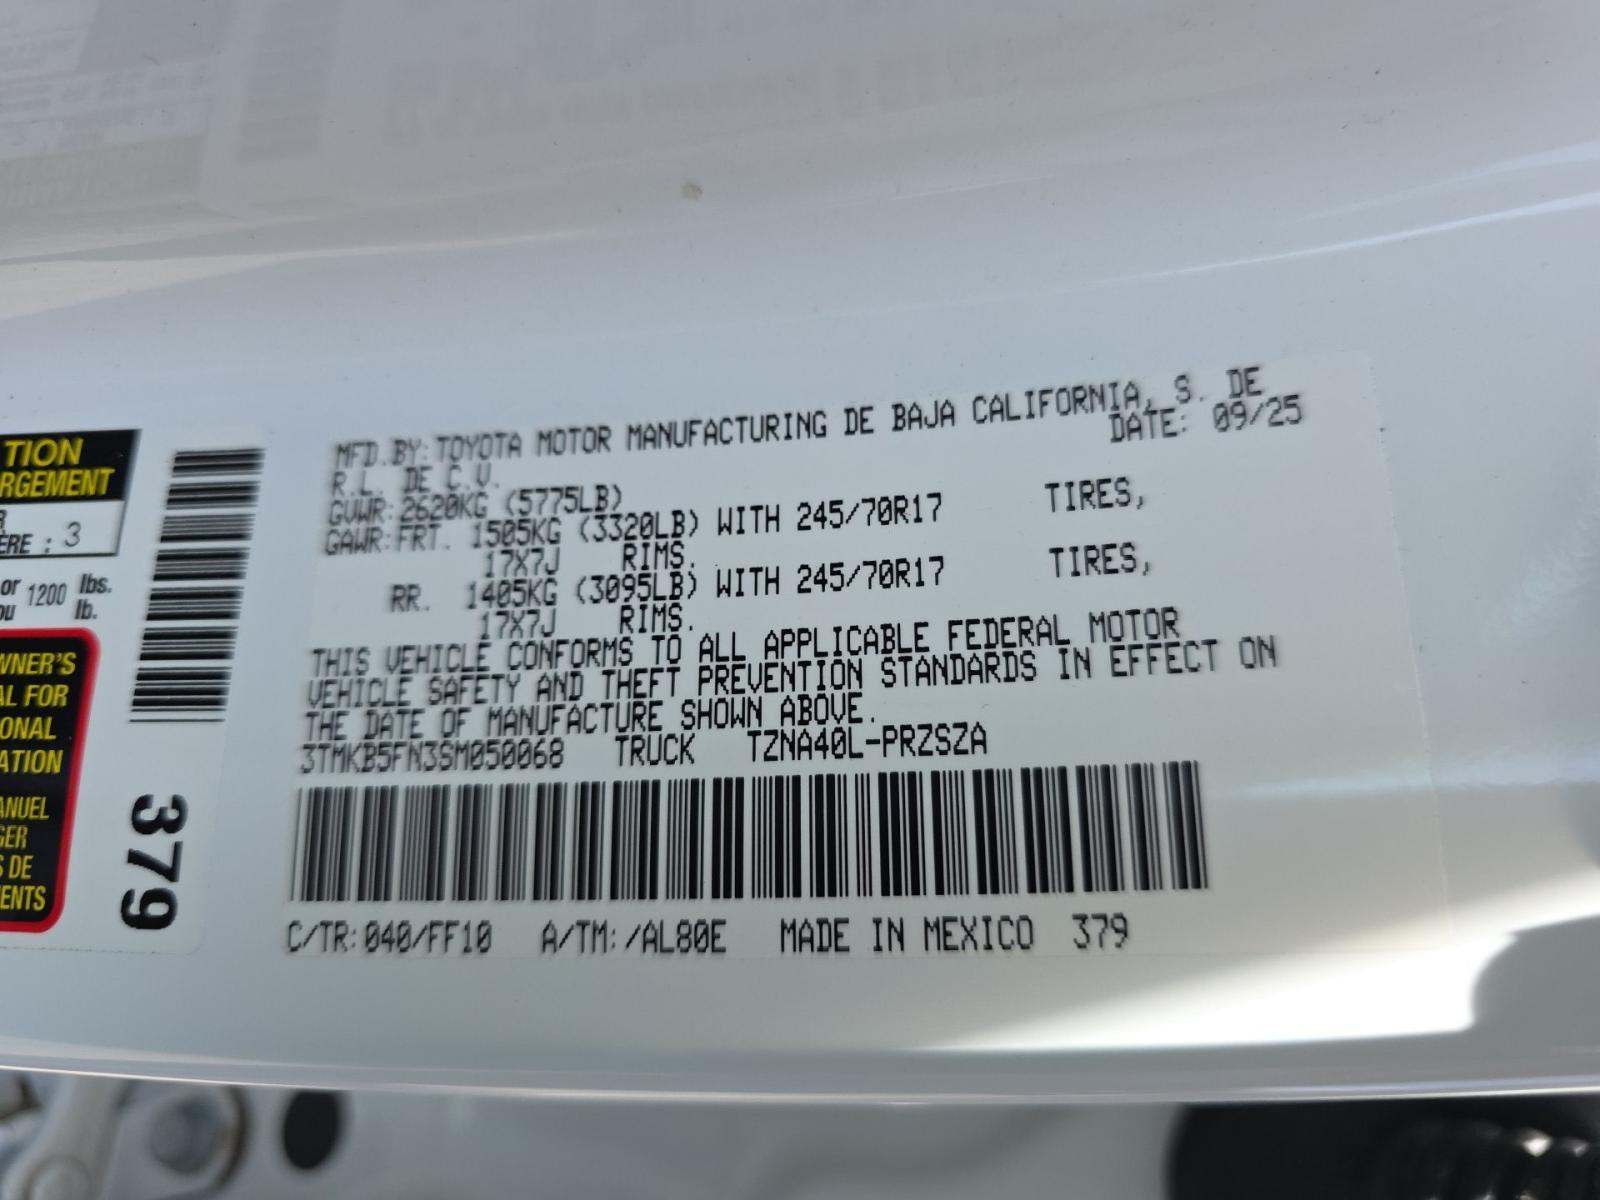 TION
RGEMENT
R
ÈRE : 3
or 1200 lbs.
ou lb.
WNER'S
AL FOR
ONAL
ATION
ANUEL
GER
S DE
ENTS
379
MFD.BY:TOYOTA MOTOR MANUFACTURING DE BAJA CALIFORNIA, S. DE
R.L. DE C.V. DATE: 09/25
GVWR:2620KG (5775LB)
GAWR:FRT. 1505KG (3320LB) WITH 245/70R17 TIRES,
17X7J RIMS.
RR. 1405KG (3095LB) WITH 245/70R17 TIRES,
17X7J RIMS.
THIS VEHICLE CONFORMS TO ALL APPLICABLE FEDERAL MOTOR
VEHICLE SAFETY AND THEFT PREVENTION STANDARDS IN EFFECT ON
THE DATE OF MANUFACTURE SHOWN ABOVE.
3TMKB5FN3SM050068 TRUCK TZNA40L-PRZSZA
C/TR:040/FF10 A/TM:/AL80E MADE IN MEXICO 379